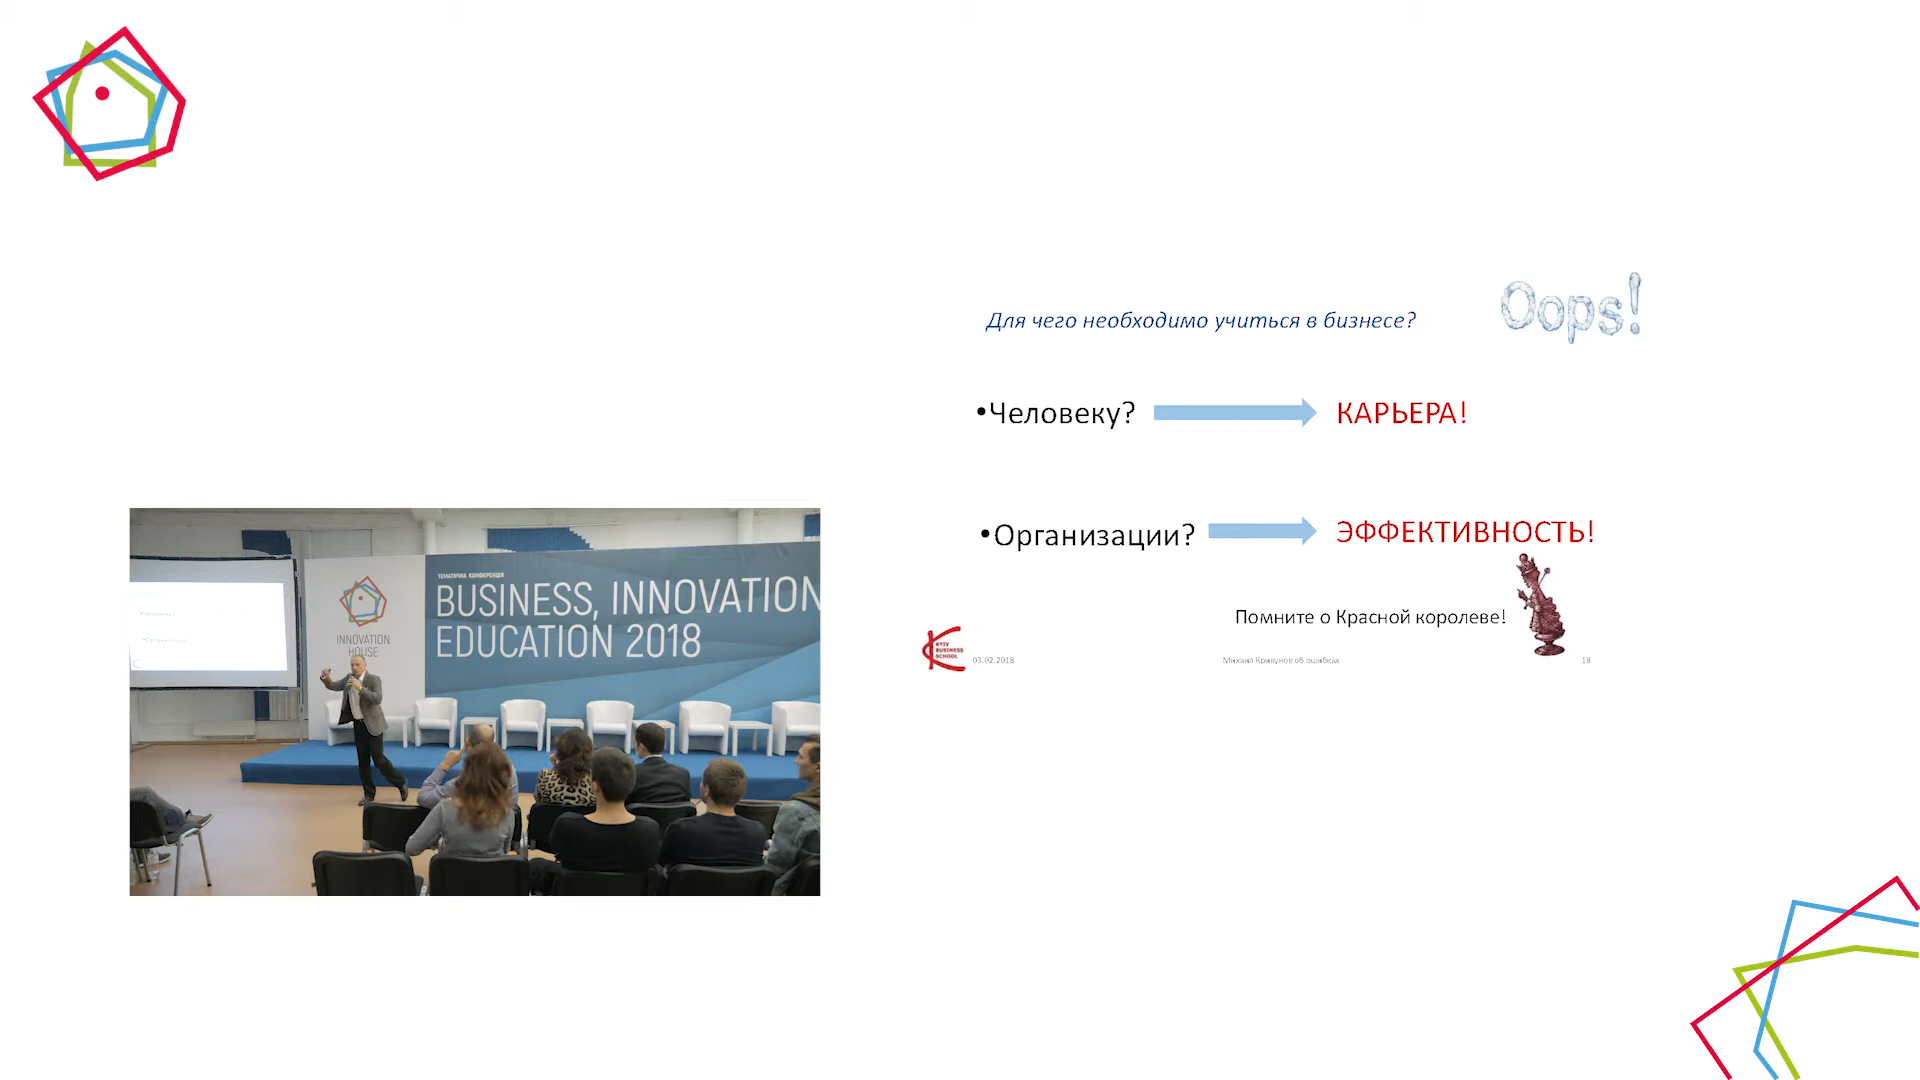 Oops!
Для чего необходимо учиться в бизнесе?
•Человеку?
КАРЬЕРА!
•Организации?
ЭФФЕКТИВНОСТЬ!
Помните о Красной королеве!
KYIV
BUSINESS
SCHOOL
03.02.2018
Михаил Крикунов об ошибках
18
ТЕМАТИЧНА КОНФЕРЕНЦІЯ
BUSINESS, INNOVATION
EDUCATION 2018
INNOVATION
HOUSE